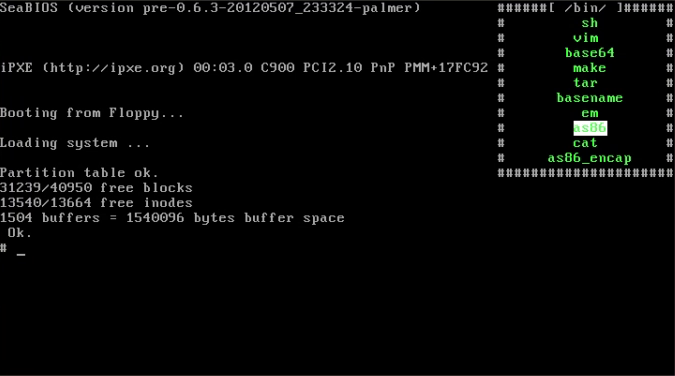 SeaBIOS (version pre-0.6.3-20120507_233324-palmer)
iPXE (http://ipxe.org) 00:03.0 C900 PCI2.10 PnP PMM+17FC92
Booting from Floppy...
Loading system ...
Partition table ok.
31239/40950 free blocks
13540/13664 free inodes
1504 buffers = 1540096 bytes buffer space
Ok.
# _
######[ /bin/ ]######
# sh #
# vim #
# base64 #
# make #
# tar #
# basename #
# em #
# as86 #
# cat #
# as86_encap #
#####################